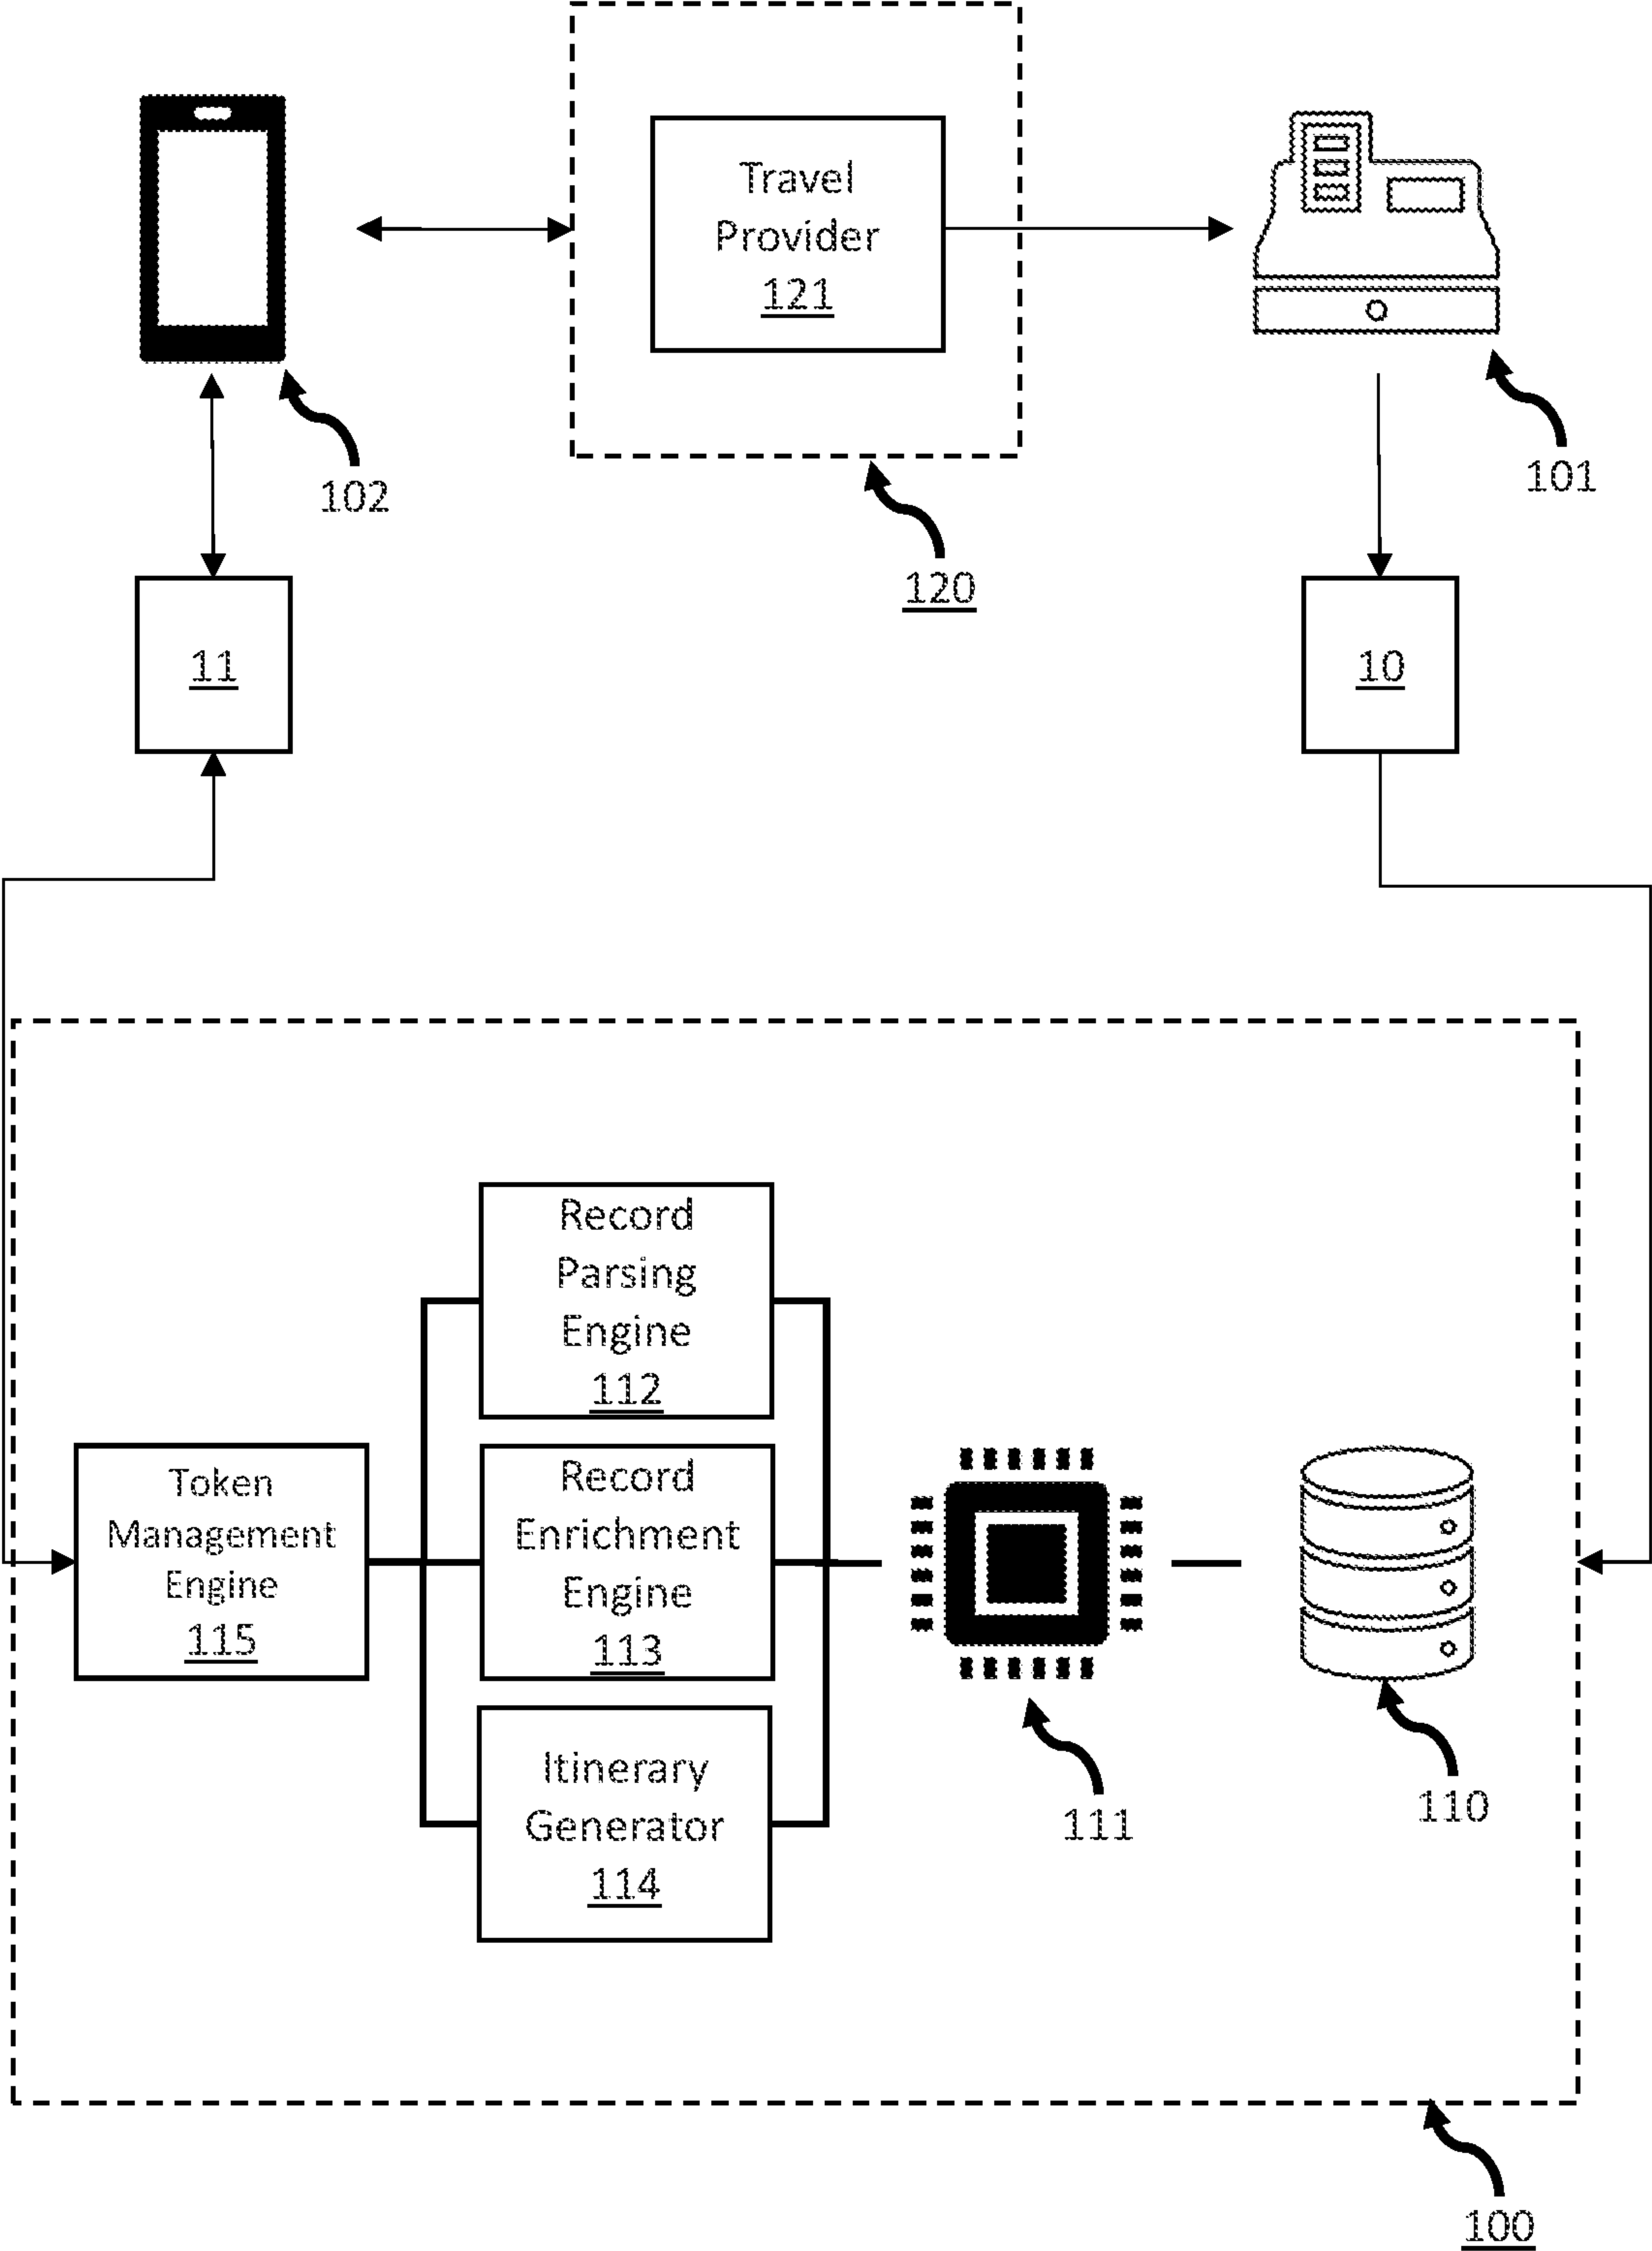 Travel
Provider
121
102
101
120
11
10
Record
Parsing
Engine
112
Token
Management
Engine
115
Record
Enrichment
Engine
113
Itinerary
Generator
114
111
110
100